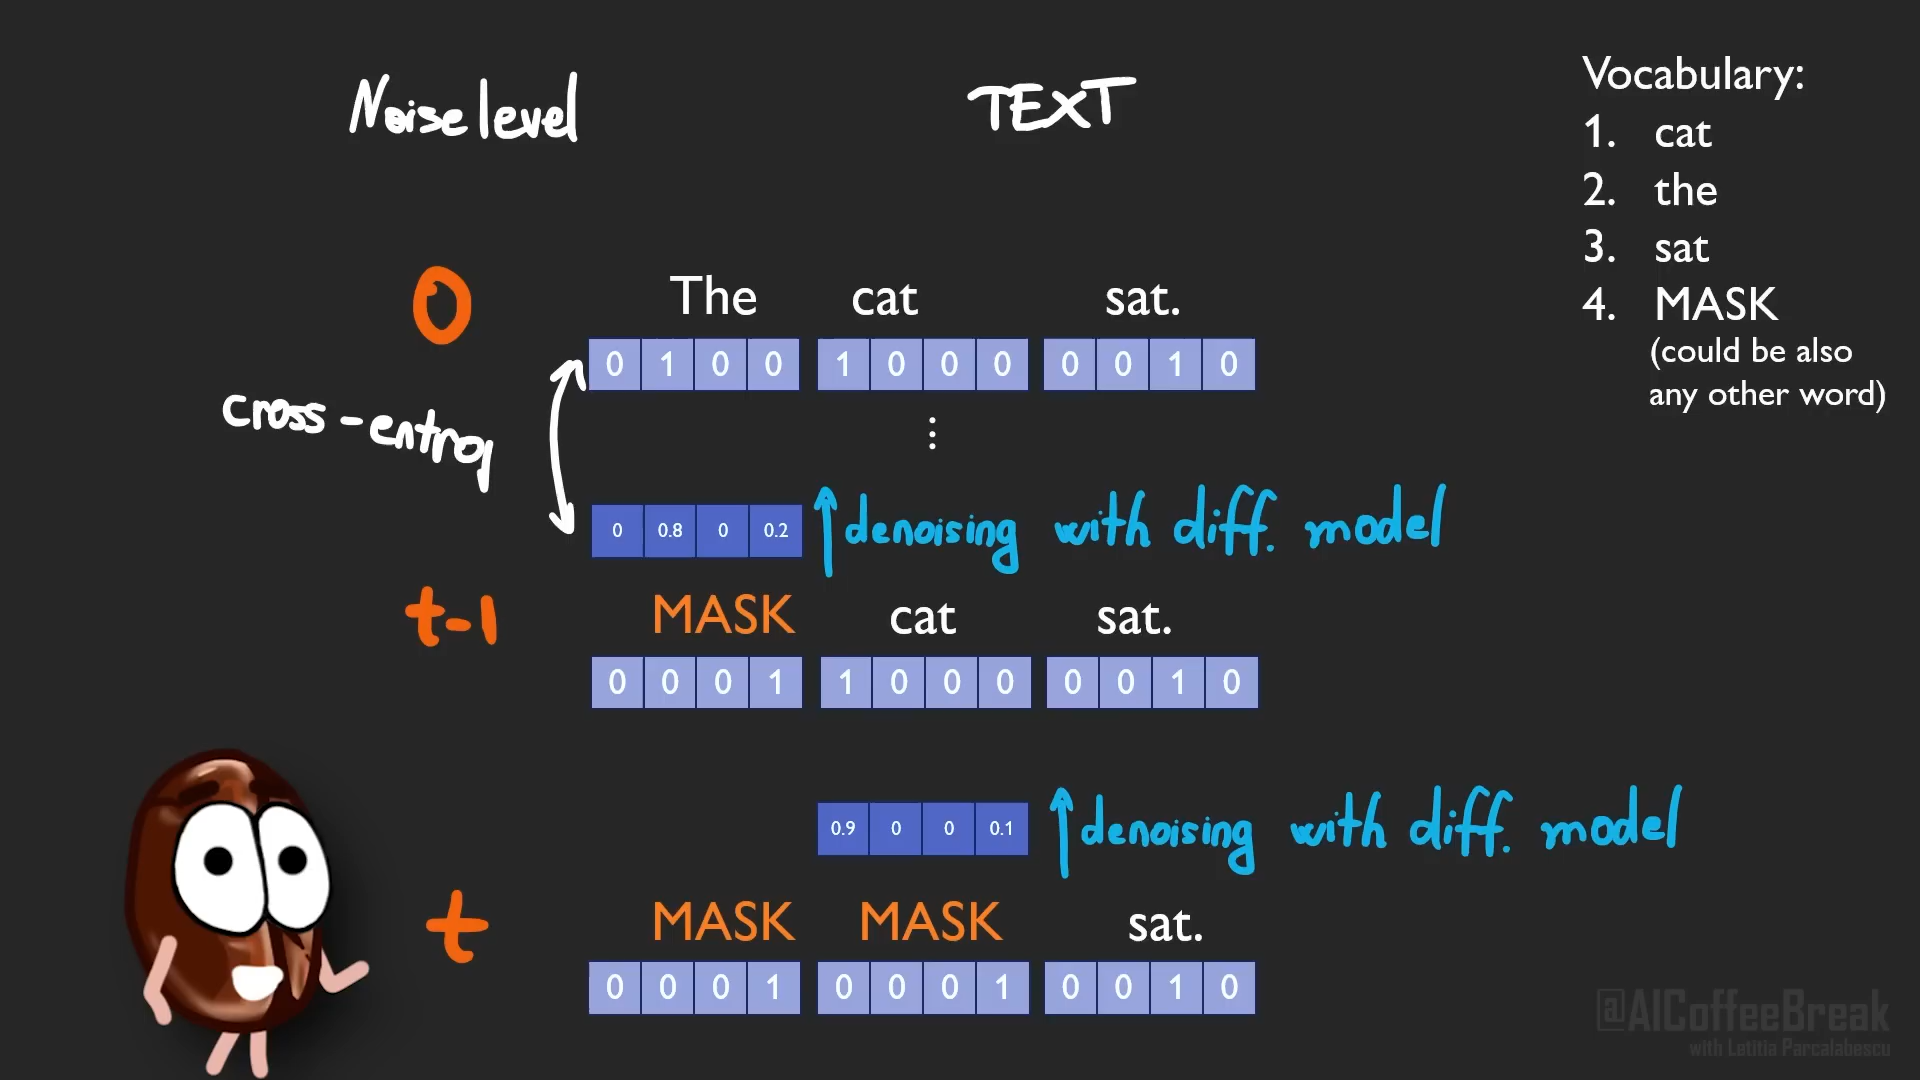 Noise level TEXT
Vocabulary:
1. cat
2. the
3. sat
4. MASK
(could be also
any other word)
0 The cat sat.
0 1 0 0 1 0 0 0 0 0 1 0
cross-entropy
⋮
0 0.8 0 0.2 denoising with diff. model
t-1 MASK cat sat.
0 0 0 1 1 0 0 0 0 0 1 0
0.9 0 0 0.1 denoising with diff. model
t MASK MASK sat.
0 0 0 1 0 0 0 1 0 0 1 0
@AICoffeeBreak
with Letitia Parcalabescu